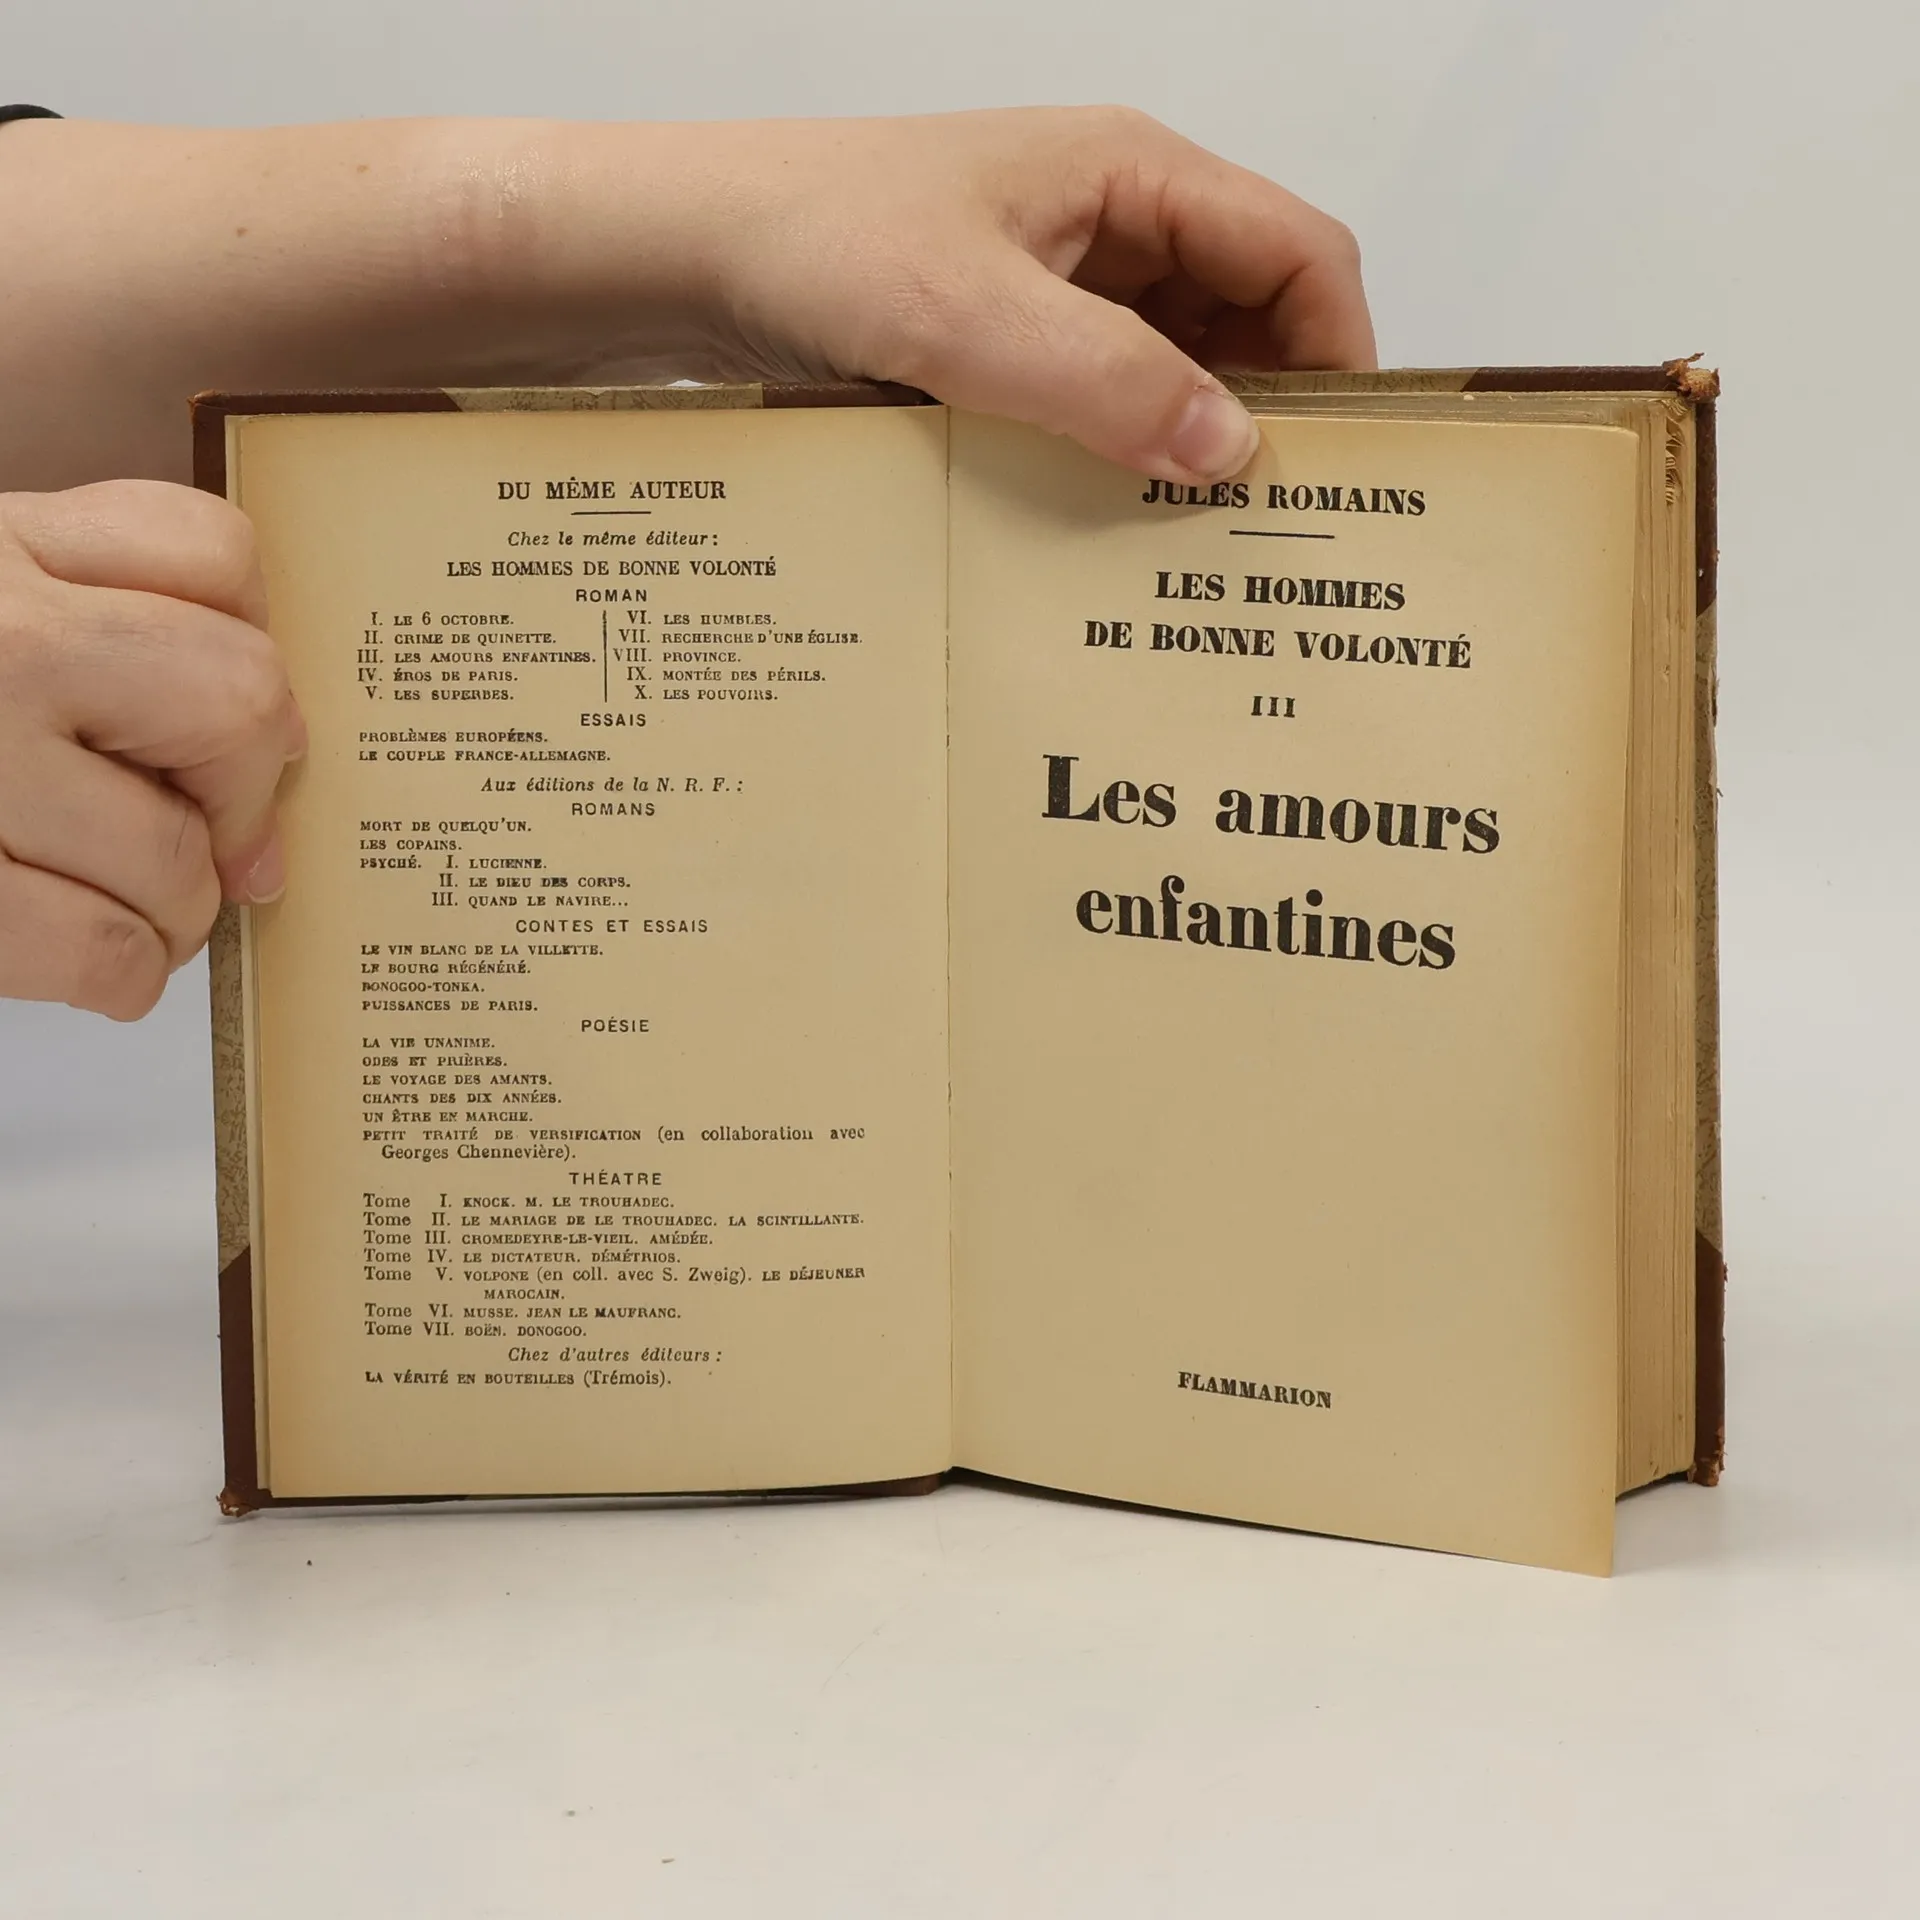 DU MÊME AUTEUR
Chez le même éditeur:
LES HOMMES DE BONNE VOLONTÉ
ROMAN
I. LE 6 OCTOBRE.
II. CRIME DE QUINETTE.
III. LES AMOURS ENFANTINES.
IV. ÉROS DE PARIS.
V. LES SUPERBES.
VI. LES HUMBLES.
VII. RECHERCHE D'UNE ÉGLISE.
VIII. PROVINCE.
IX. MONTÉE DES PÉRILS.
X. LES POUVOIRS.
ESSAIS
PROBLÈMES EUROPÉENS.
LE COUPLE FRANCE-ALLEMAGNE.
Aux éditions de la N. R. F. :
ROMANS
MORT DE QUELQU'UN.
LES COPAINS.
PSYCHÉ. I. LUCIENNE.
II. LE DIEU DES CORPS.
III. QUAND LE NAVIRE...
CONTES ET ESSAIS
LE VIN BLANC DE LA VILLETTE.
LE BOURG RÉGÉNÉRÉ.
DONOGOO-TONKA.
PUISSANCES DE PARIS.
POÉSIE
LA VIE UNANIME.
ODES ET PRIÈRES.
LE VOYAGE DES AMANTS.
CHANTS DES DIX ANNÉES.
UN ÊTRE EN MARCHE.
PETIT TRAITÉ DE VERSIFICATION (en collaboration avec
Georges Chennevière).
THÉATRE
Tome I. KNOCK. M. LE TROUHADEC.
Tome II. LE MARIAGE DE LE TROUHADEC. LA SCINTILLANTE.
Tome III. CROMEDEYRE-LE-VIEIL. AMÉDÉE.
Tome IV. LE DICTATEUR. DÉMÉTRIOS.
Tome V. VOLPONE (en coll. avec S. Zweig). LE DÉJEUNER
MAROCAIN.
Tome VI. MUSSE. JEAN LE MAUFRANC.
Tome VII. BOËN. DONOGOO.
Chez d'autres éditeurs :
LA VÉRITÉ EN BOUTEILLES (Trémois).
JULES ROMAINS
LES HOMMES
DE BONNE VOLONTÉ
III
Les amours
enfantines
FLAMMARION